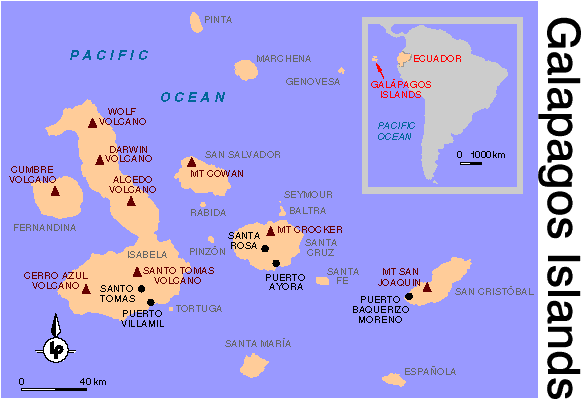 PINTA
PACIFIC
OCEAN
MARCHENA
GENOVESA
WOLF
VOLCANO
DARWIN
VOLCANO
CUMBRE
VOLCANO
ALCEDO
VOLCANO
SAN SALVADOR
MT COWAN
FERNANDINA
RABIDA
SEYMOUR
BALTRA
PINZÓN
SANTA
ROSA
MT CROCKER
SANTA
CRUZ
PUERTO
AYORA
ISABELA
CERRO AZUL
VOLCANO
SANTO TOMAS
VOLCANO
SANTO
TOMAS
PUERTO
VILLAMIL
TORTUGA
SANTA
FE
MT SAN
JOAQUIN
SAN CRISTÓBAL
PUERTO
BAQUERIZO
MORENO
SANTA MARÍA
ESPAÑOLA
lp
0 40 km
ECUADOR
GALÁPAGOS
ISLANDS
PACIFIC
OCEAN
0 1000 km
Galapagos Islands